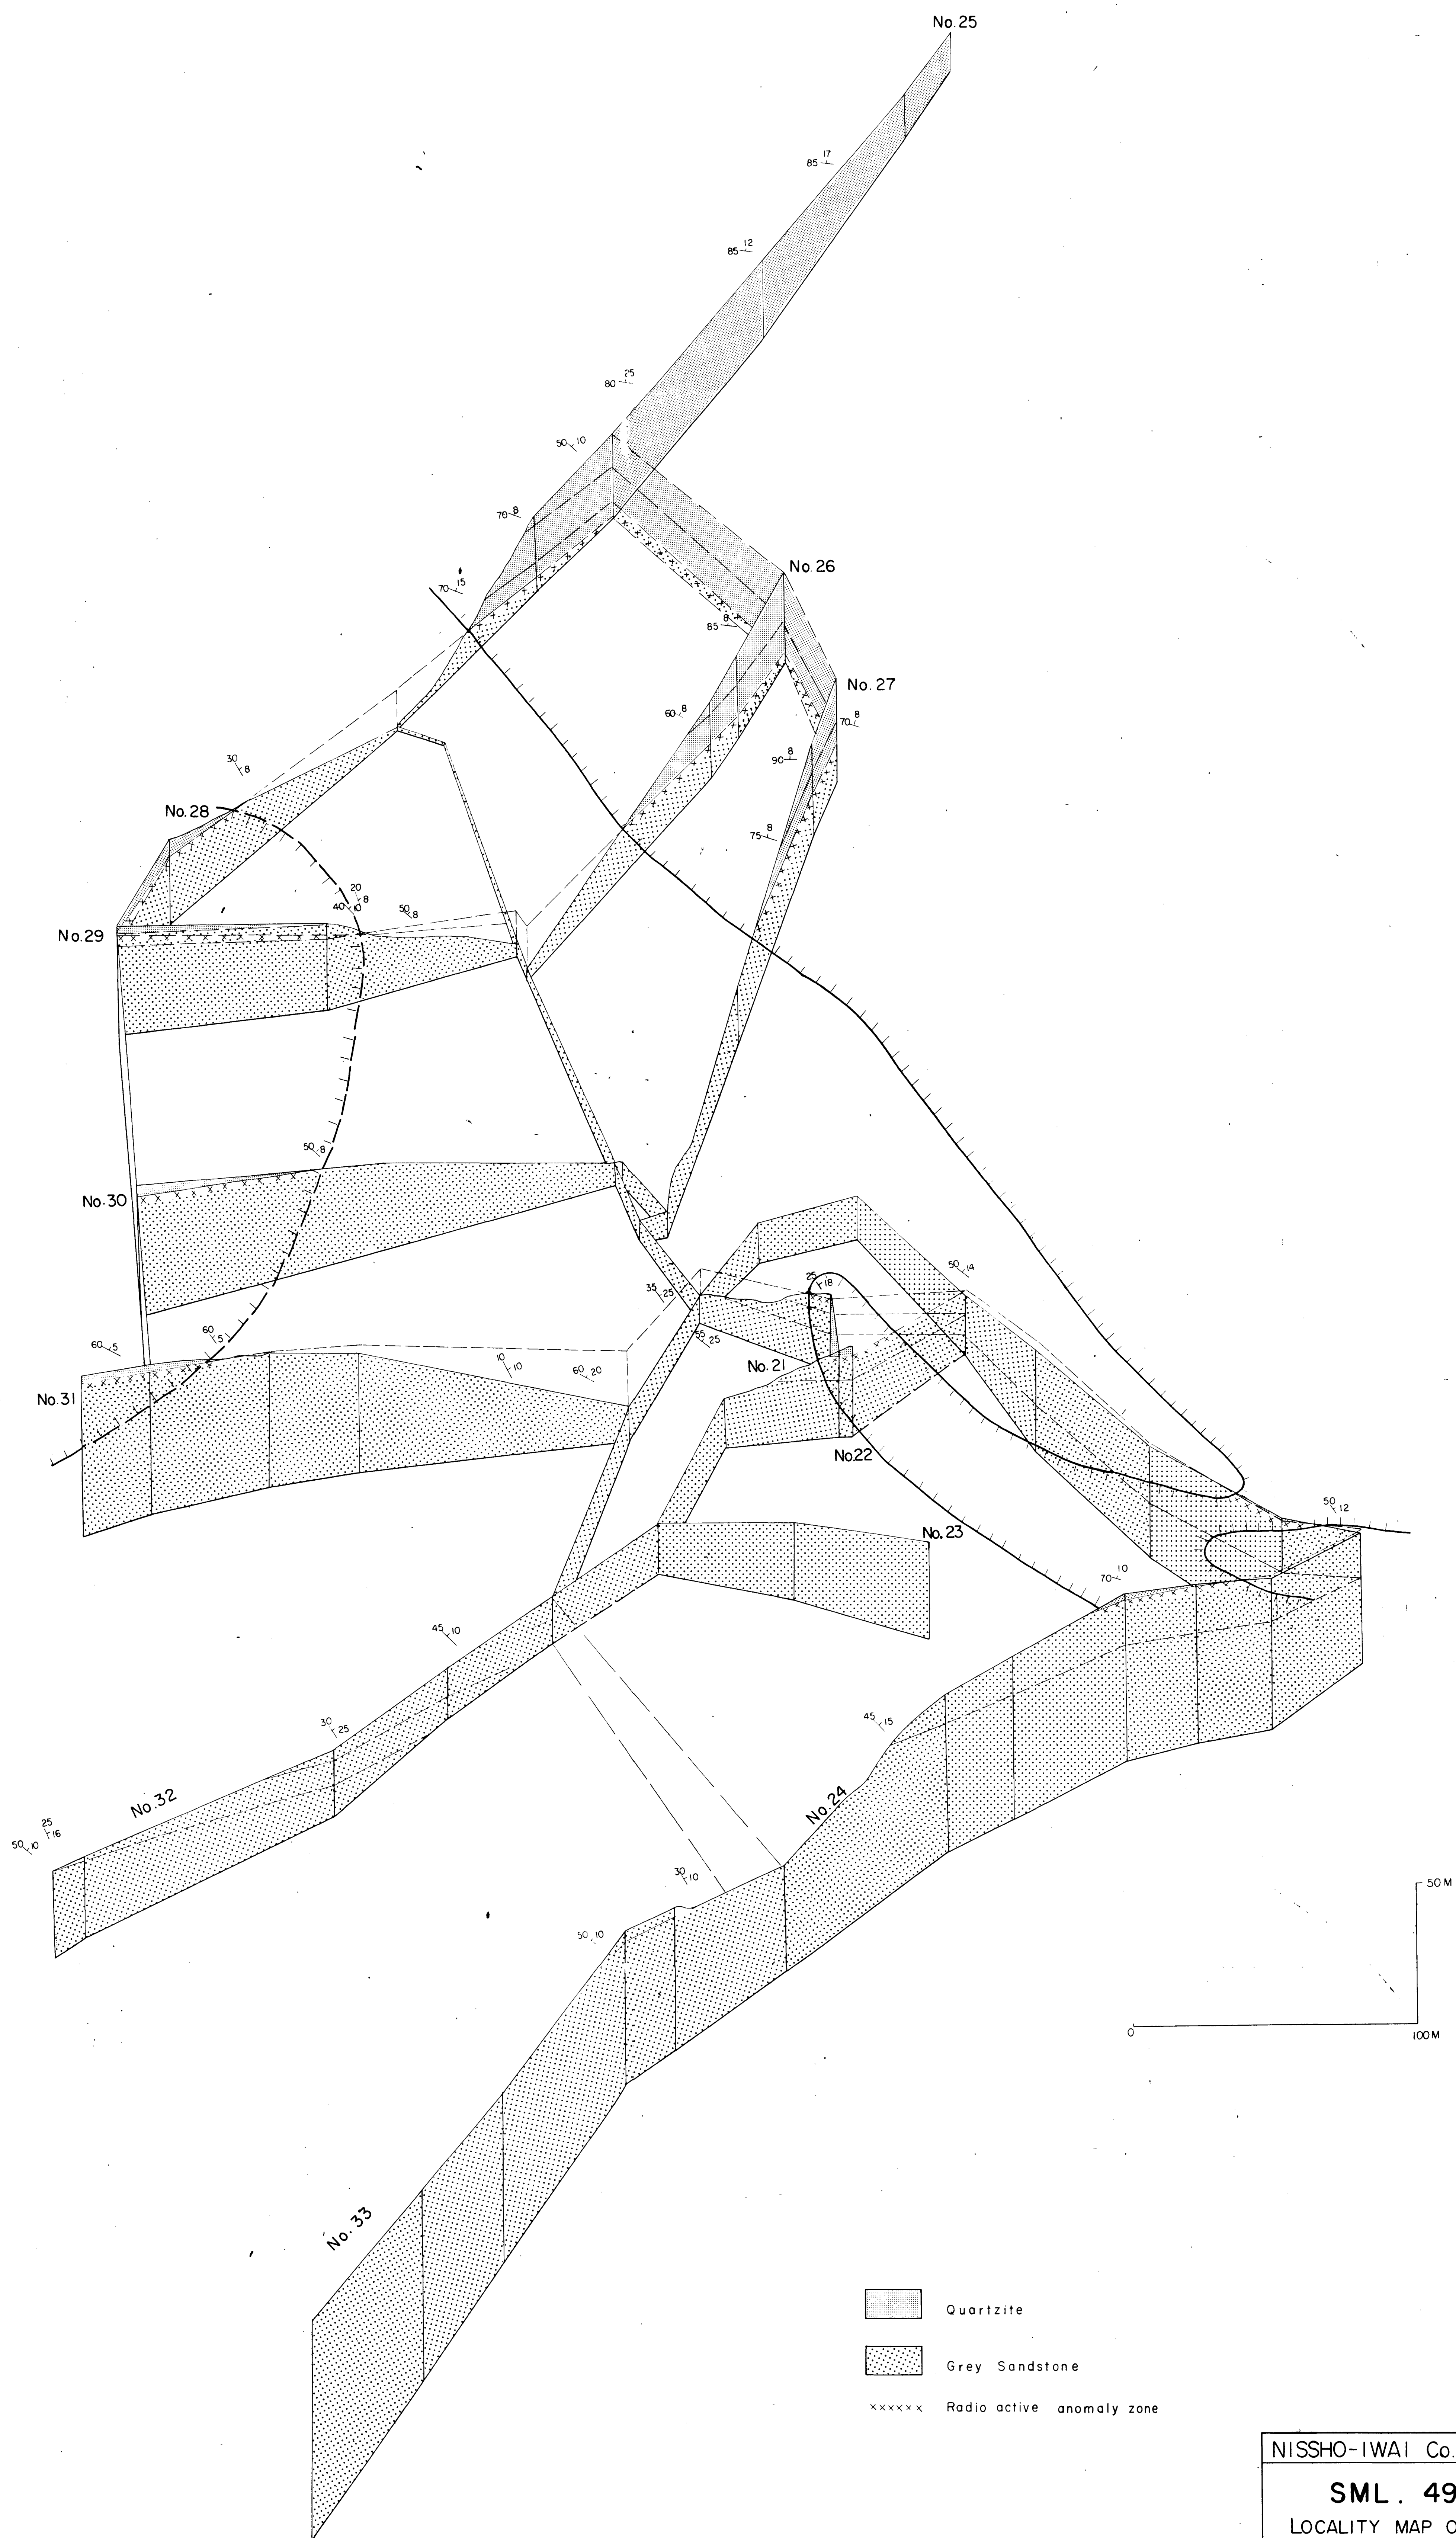 No. 25
17
85
12
85
25
80
50 10
70 8
No. 26
70 15
8
85
No. 27
60 8
70 8
8
90
30 8
No. 28
75 8
20 8
40 10
50 8
No. 29
50 8
No. 30
50 14
25 18
35 25
60 5
60 5
55 25
10 10
60 20
No. 21
No. 31
No. 22
50 12
No. 23
70 10
45 10
30 25
45 15
No. 32
No. 24
25 16
50 10
30 10
50 M
50 10
0 100 M
No. 33
Quartzite
Grey Sandstone
xxxxxx Radio active anomaly zone
NISSHO-IWAI Co.
SML. 49
LOCALITY MAP O